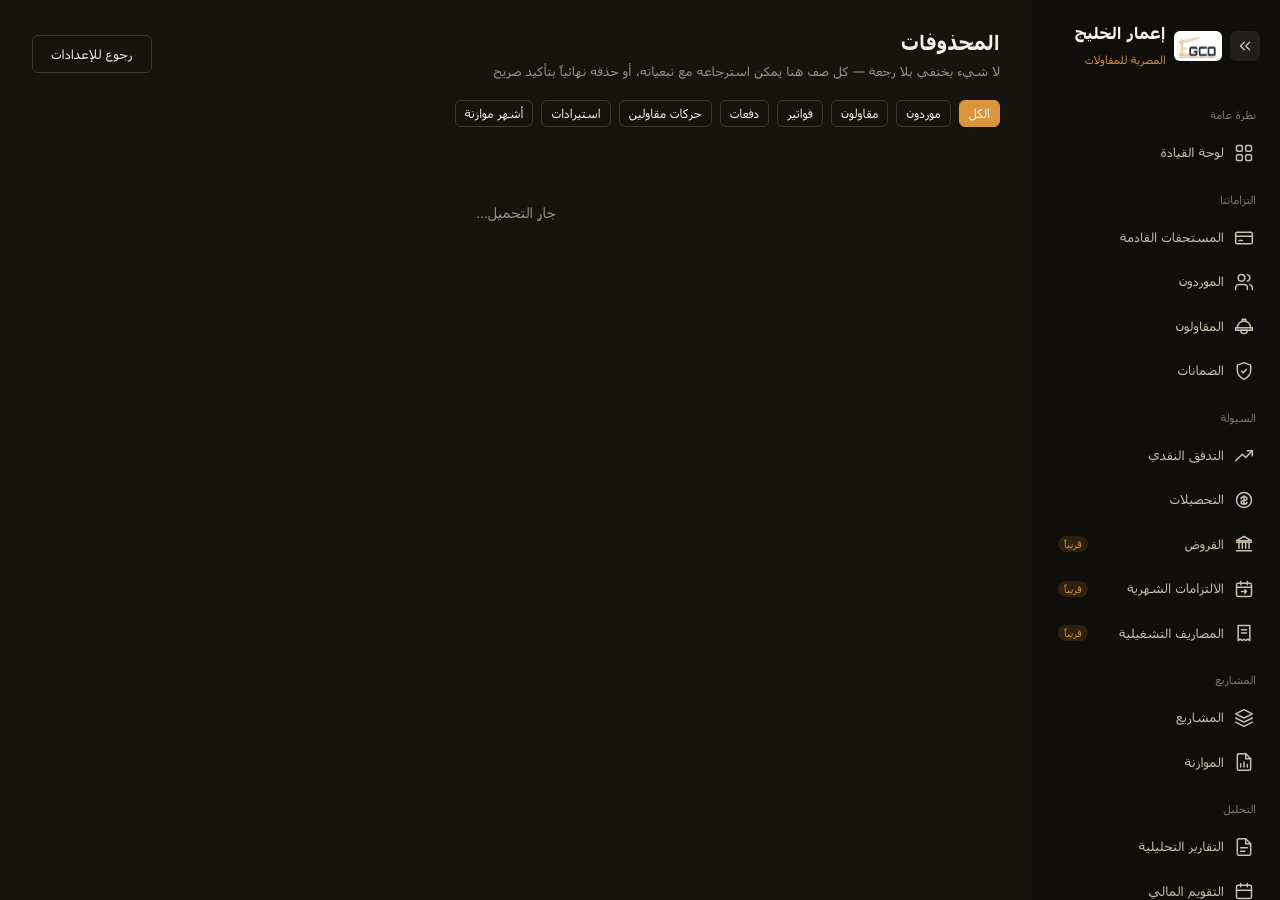 إعمار الخليج
المصرية للمقاولات
GCO
نظرة عامة
لوحة القيادة
التزاماتنا
المستحقات القادمة
الموردون
المقاولون
الضمانات
السيولة
التدفق النقدي
التحصيلات
القروض
قريباً
الالتزامات الشهرية
قريباً
المصاريف التشغيلية
قريباً
المشاريع
المشاريع
الموازنة
التحليل
التقارير التحليلية
التقويم المالي
المحذوفات
لا شيء يختفي بلا رجعة — كل صف هنا يمكن استرجاعه مع تبعياته، أو حذفه نهائياً بتأكيد صريح
رجوع للإعدادات
الكل
موردون
مقاولون
فواتير
دفعات
حركات مقاولين
استيرادات
أشهر موازنة
جارٍ التحميل...